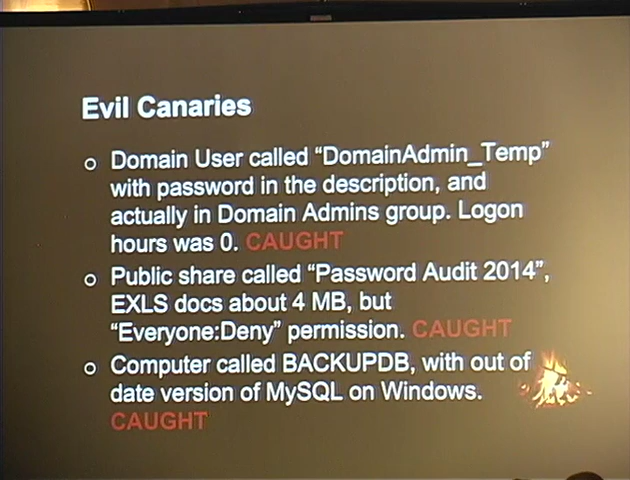 Evil Canaries
o Domain User called “DomainAdmin_Temp”
with password in the description, and
actually in Domain Admins group. Logon
hours was 0. CAUGHT
o Public share called “Password Audit 2014”,
EXLS docs about 4 MB, but
“Everyone:Deny” permission. CAUGHT
o Computer called BACKUPDB, with out of
date version of MySQL on Windows.
CAUGHT